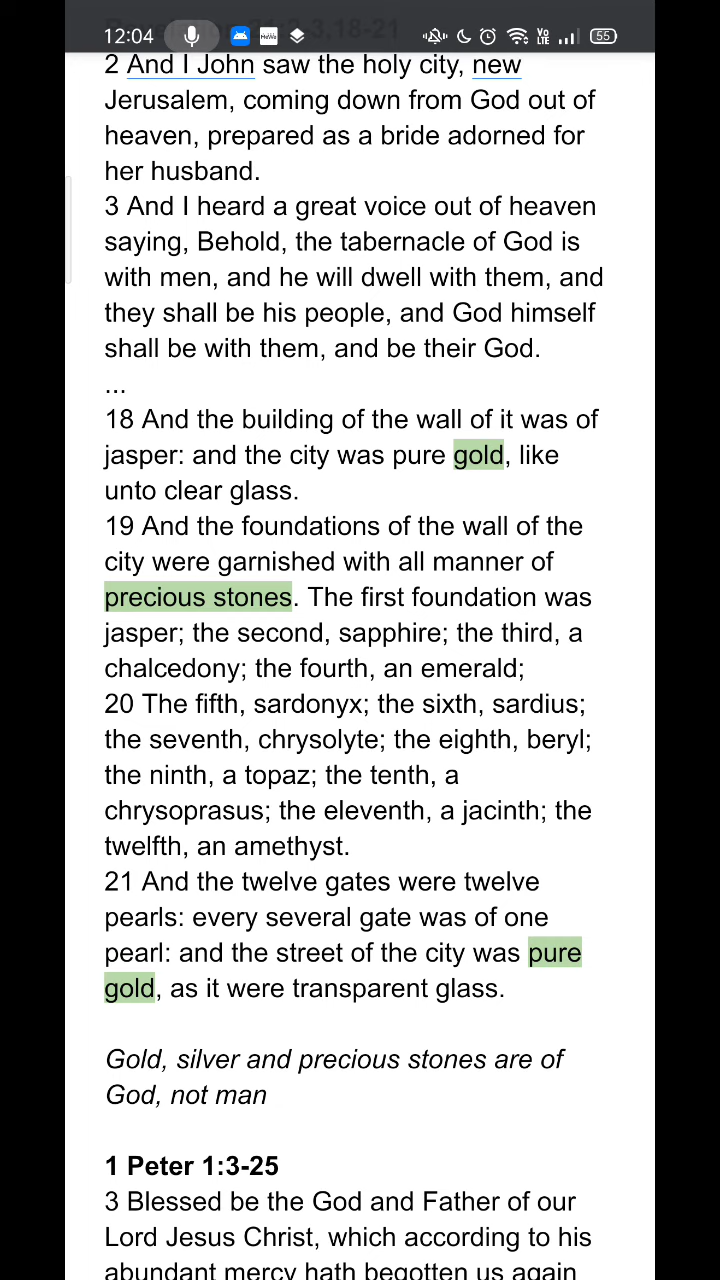 12:04
55
2 And I John saw the holy city, new
Jerusalem, coming down from God out of
heaven, prepared as a bride adorned for
her husband.
3 And I heard a great voice out of heaven
saying, Behold, the tabernacle of God is
with men, and he will dwell with them, and
they shall be his people, and God himself
shall be with them, and be their God.
...
18 And the building of the wall of it was of
jasper: and the city was pure gold, like
unto clear glass.
19 And the foundations of the wall of the
city were garnished with all manner of
precious stones. The first foundation was
jasper; the second, sapphire; the third, a
chalcedony; the fourth, an emerald;
20 The fifth, sardonyx; the sixth, sardius;
the seventh, chrysolyte; the eighth, beryl;
the ninth, a topaz; the tenth, a
chrysoprasus; the eleventh, a jacinth; the
twelfth, an amethyst.
21 And the twelve gates were twelve
pearls: every several gate was of one
pearl: and the street of the city was pure
gold, as it were transparent glass.
Gold, silver and precious stones are of
God, not man
1 Peter 1:3-25
3 Blessed be the God and Father of our
Lord Jesus Christ, which according to his
abundant mercy hath begotten us again